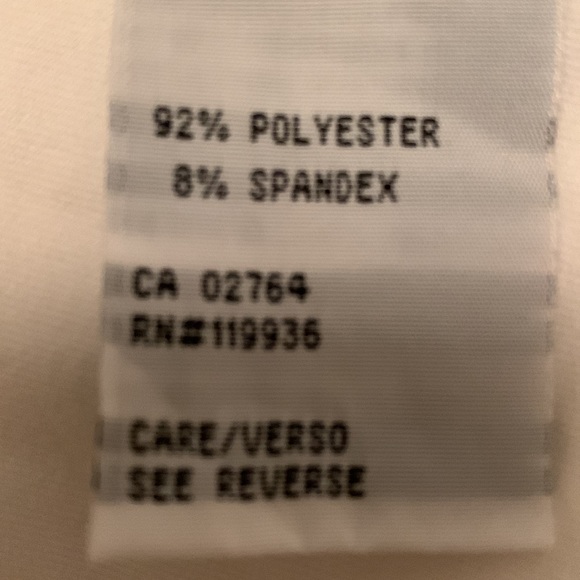 92% POLYESTER
8% SPANDEX
CA 02764
RN#119936
CARE/VERSO
SEE REVERSE